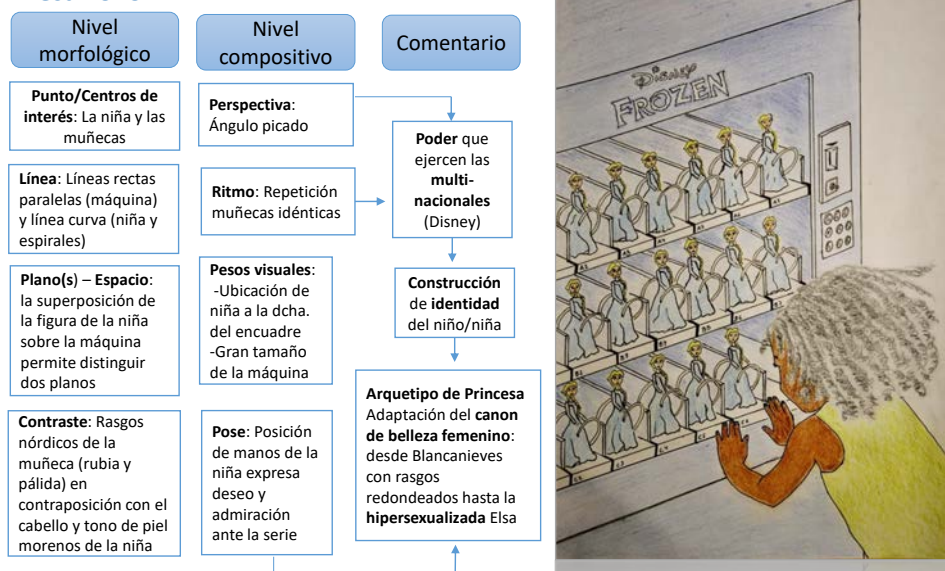 Nivel
morfológico
Punto/Centros de
interés: La niña y las
muñecas
Línea: Líneas rectas
paralelas (máquina)
y línea curva (niña y
espirales)
Plano(s) – Espacio:
la superposición de
la figura de la niña
sobre la máquina
permite distinguir
dos planos
Contraste: Rasgos
nórdicos de la
muñeca (rubia y
pálida) en
contraposición con el
cabello y tono de piel
morenos de la niña
Nivel
compositivo
Perspectiva:
Ángulo picado
Ritmo: Repetición
muñecas idénticas
Pesos visuales:
-Ubicación de
niña a la dcha.
del encuadre
-Gran tamaño
de la máquina
Pose: Posición
de manos de la
niña expresa
deseo y
admiración
ante la serie
Comentario
Poder que
ejercen las
multi-
nacionales
(Disney)
Construcción
de identidad
del niño/niña
Arquetipo de Princesa
Adaptación del canon
de belleza femenino:
desde Blancanieves
con rasgos
redondeados hasta la
hipersexualizada Elsa
Disney
FROZEN